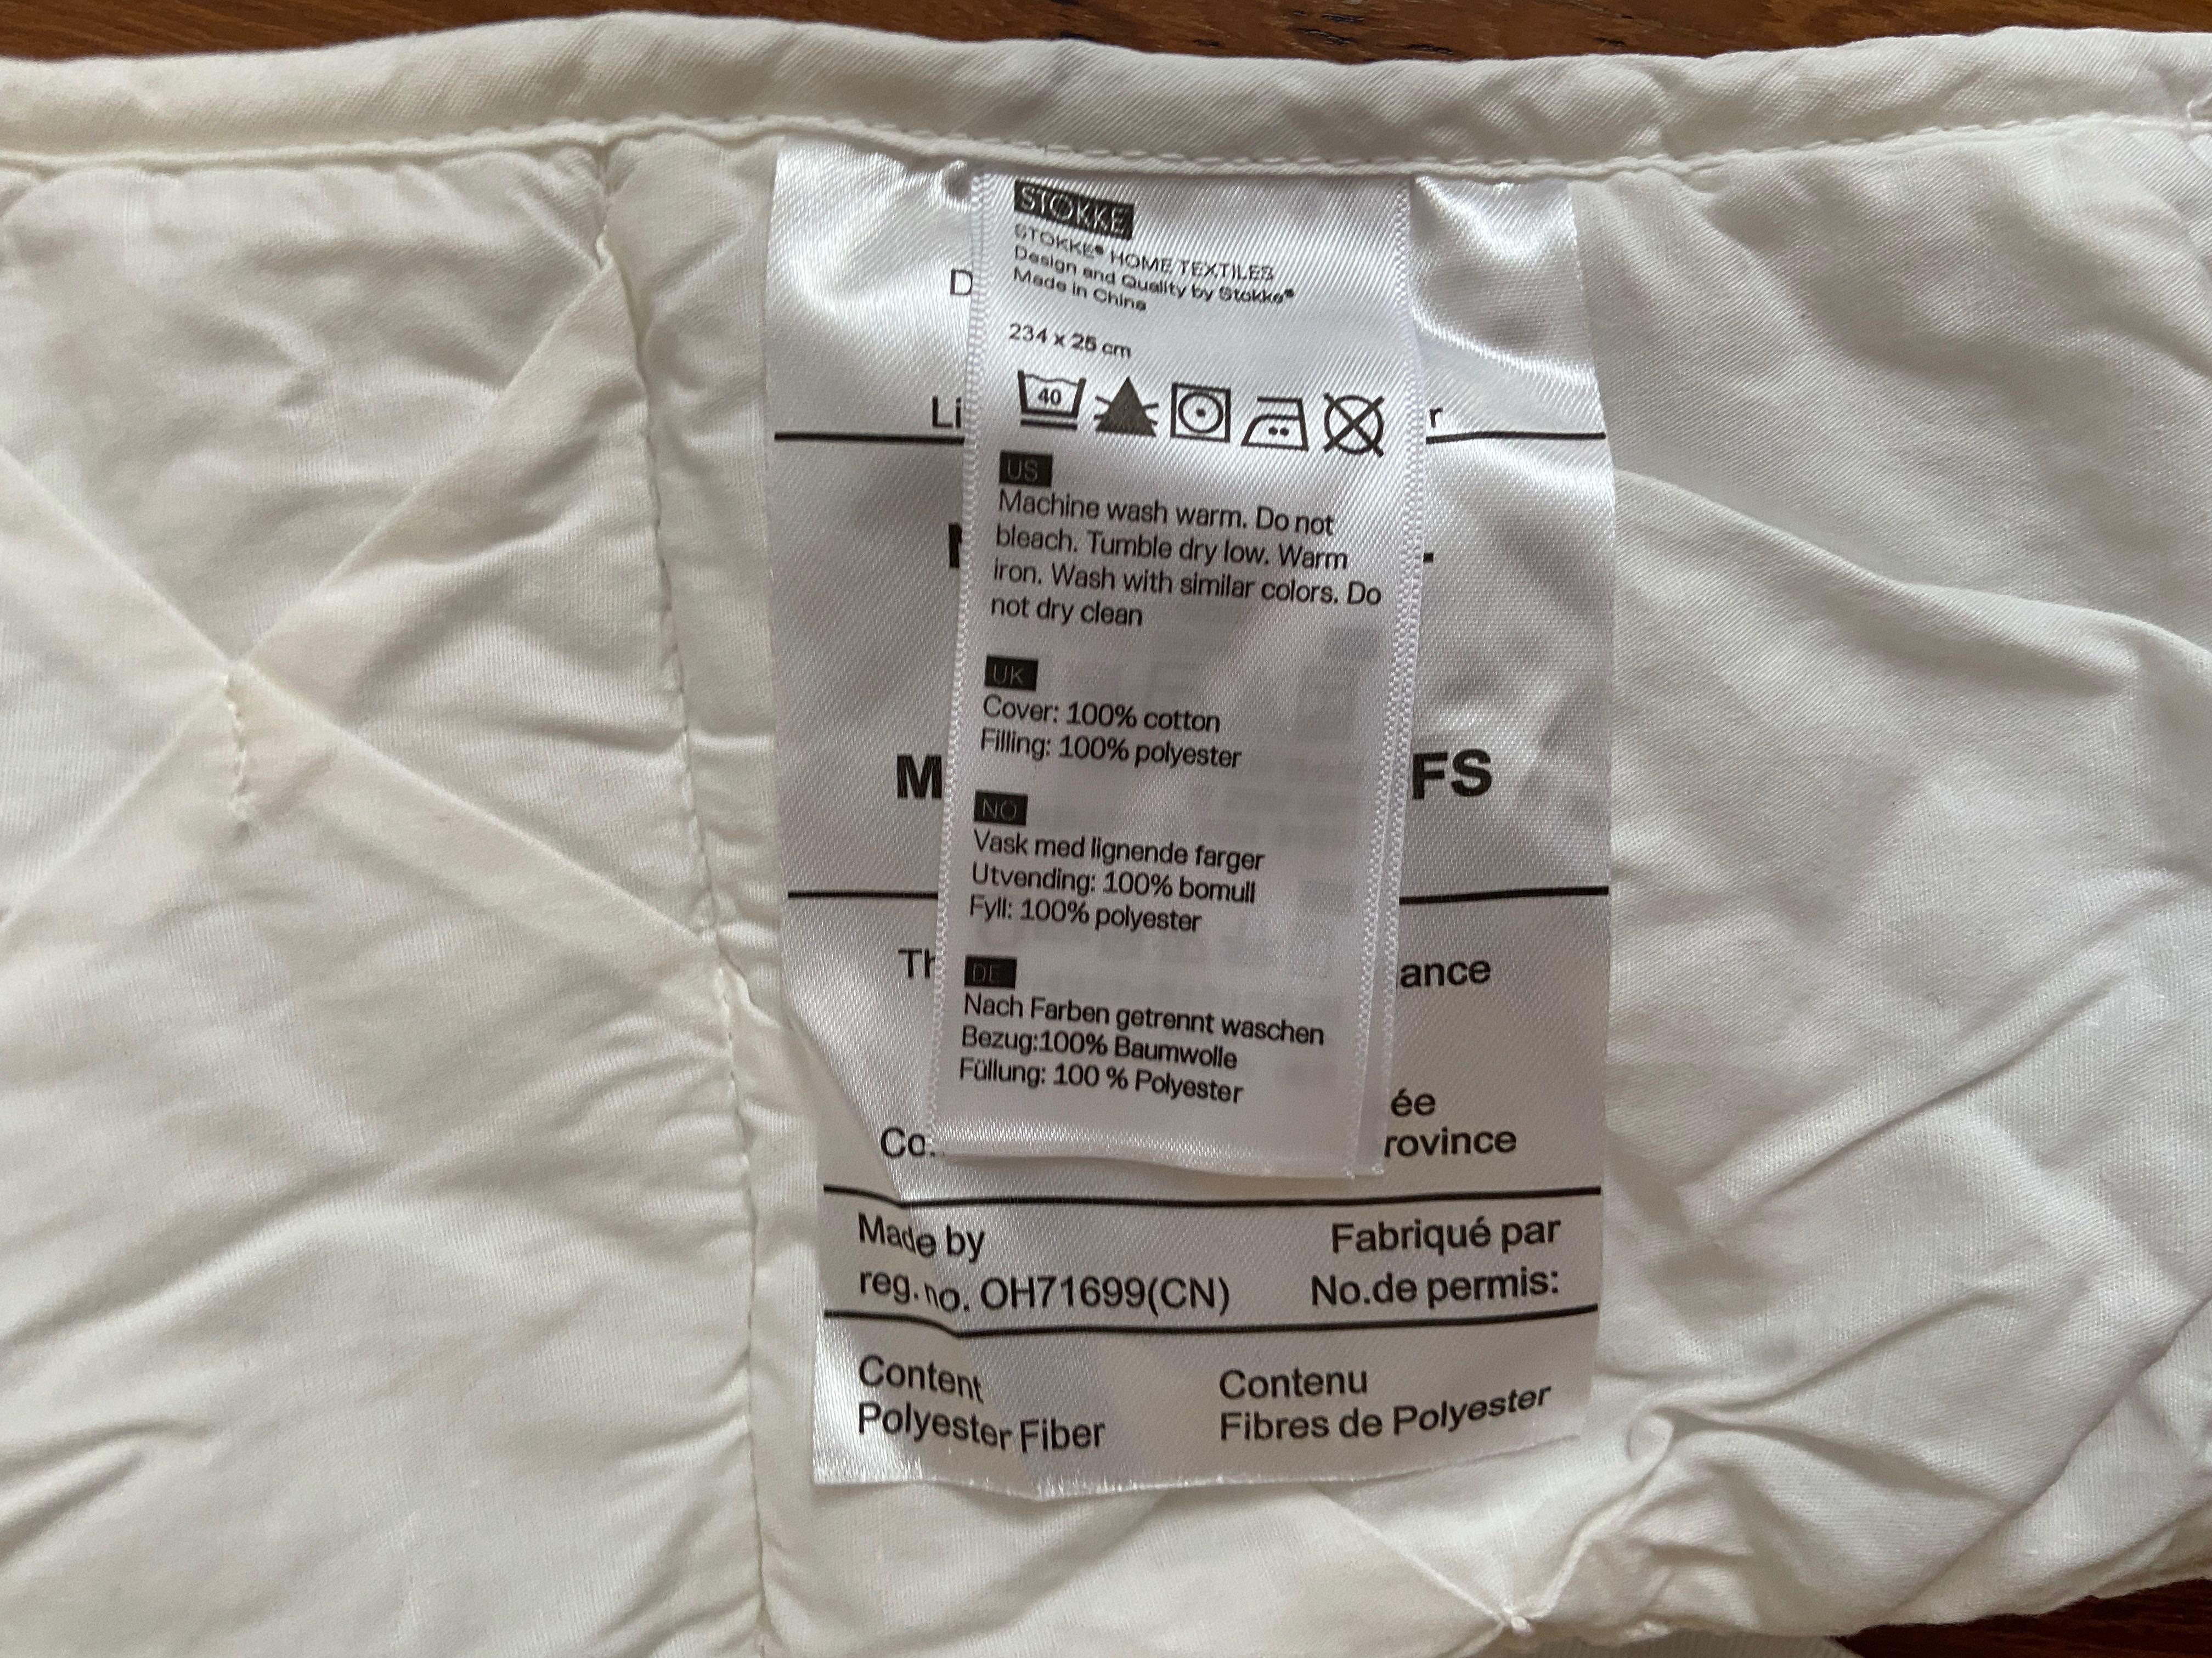 STOKKE
STOKKE® HOME TEXTILES
Design and Quality by Stokke®
Made in China
234 x 25 cm
40
US
Machine wash warm. Do not
bleach. Tumble dry low. Warm
iron. Wash with similar colors. Do
not dry clean
UK
Cover: 100% cotton
Filling: 100% polyester
NO
Vask med lignende farger
Utvending: 100% bomull
Fyll: 100% polyester
DE
Nach Farben getrennt waschen
Bezug:100% Baumwolle
Füllung: 100 % Polyester
Made by Fabriqué par
reg.no. OH71699(CN) No.de permis:
Content Contenu
Polyester Fiber Fibres de Polyester